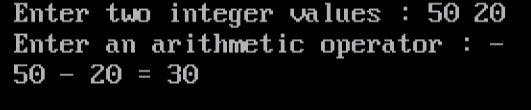 Enter two integer values : 50 20
Enter an arithmetic operator : -
50 - 20 = 30